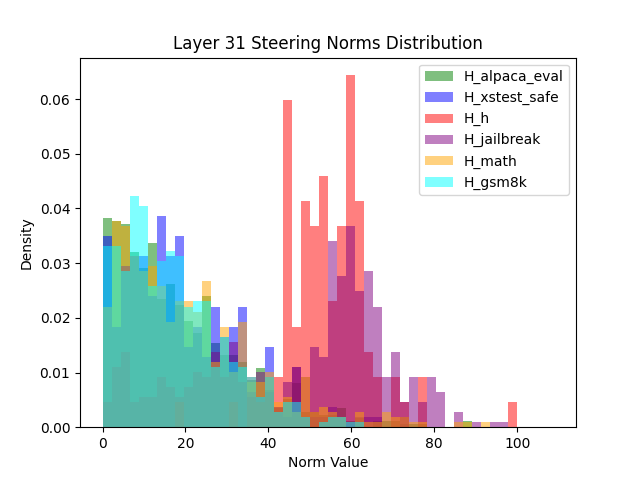 Layer 31 Steering Norms Distribution
H_alpaca_eval
H_xstest_safe
H_h
H_jailbreak
H_math
H_gsm8k
Density
0.06
0.05
0.04
0.03
0.02
0.01
0.00
0 20 40 60 80 100
Norm Value